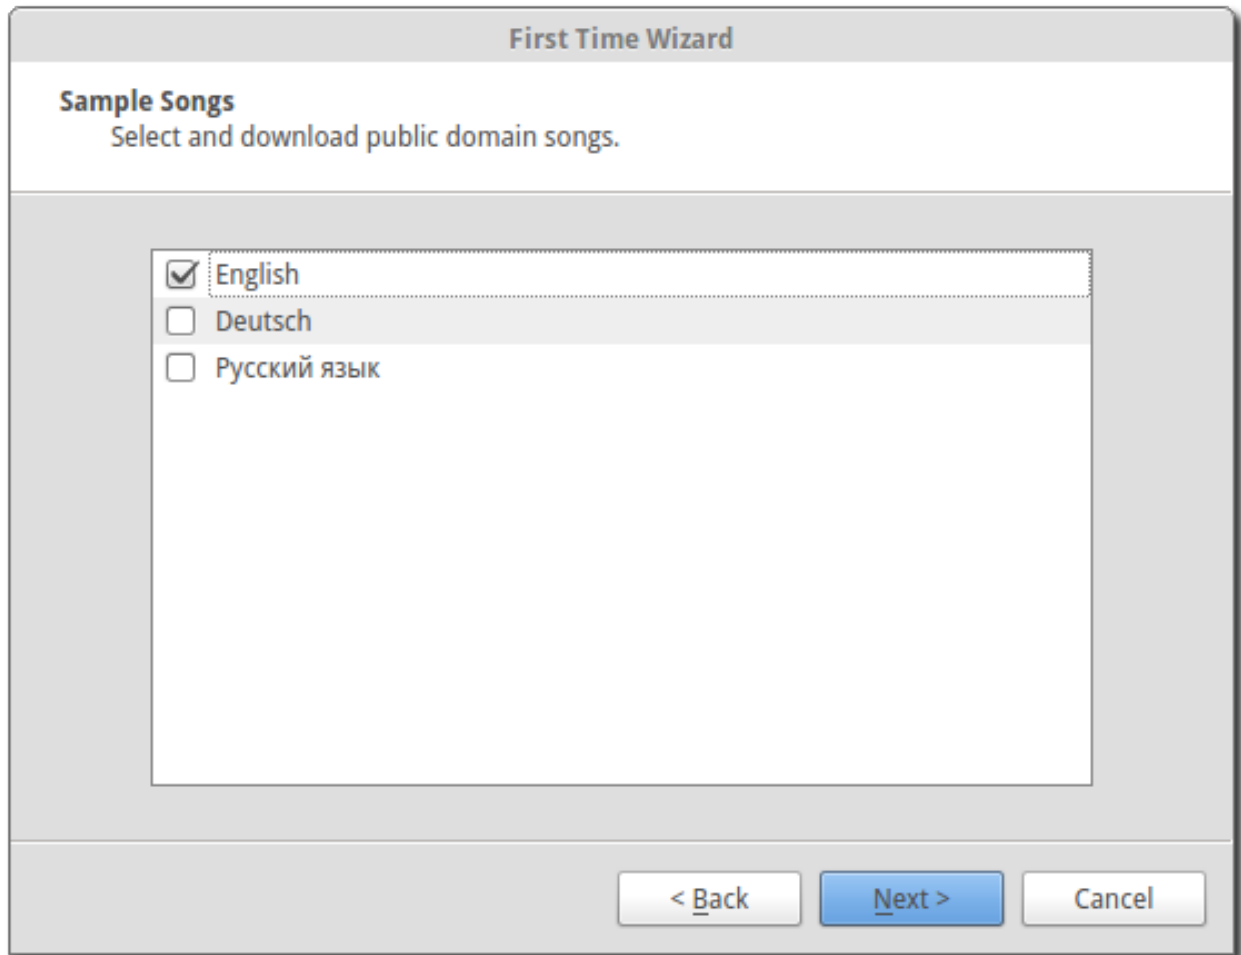 First Time Wizard
Sample Songs
Select and download public domain songs.
English
Deutsch
Русский язык
< Back
Next >
Cancel